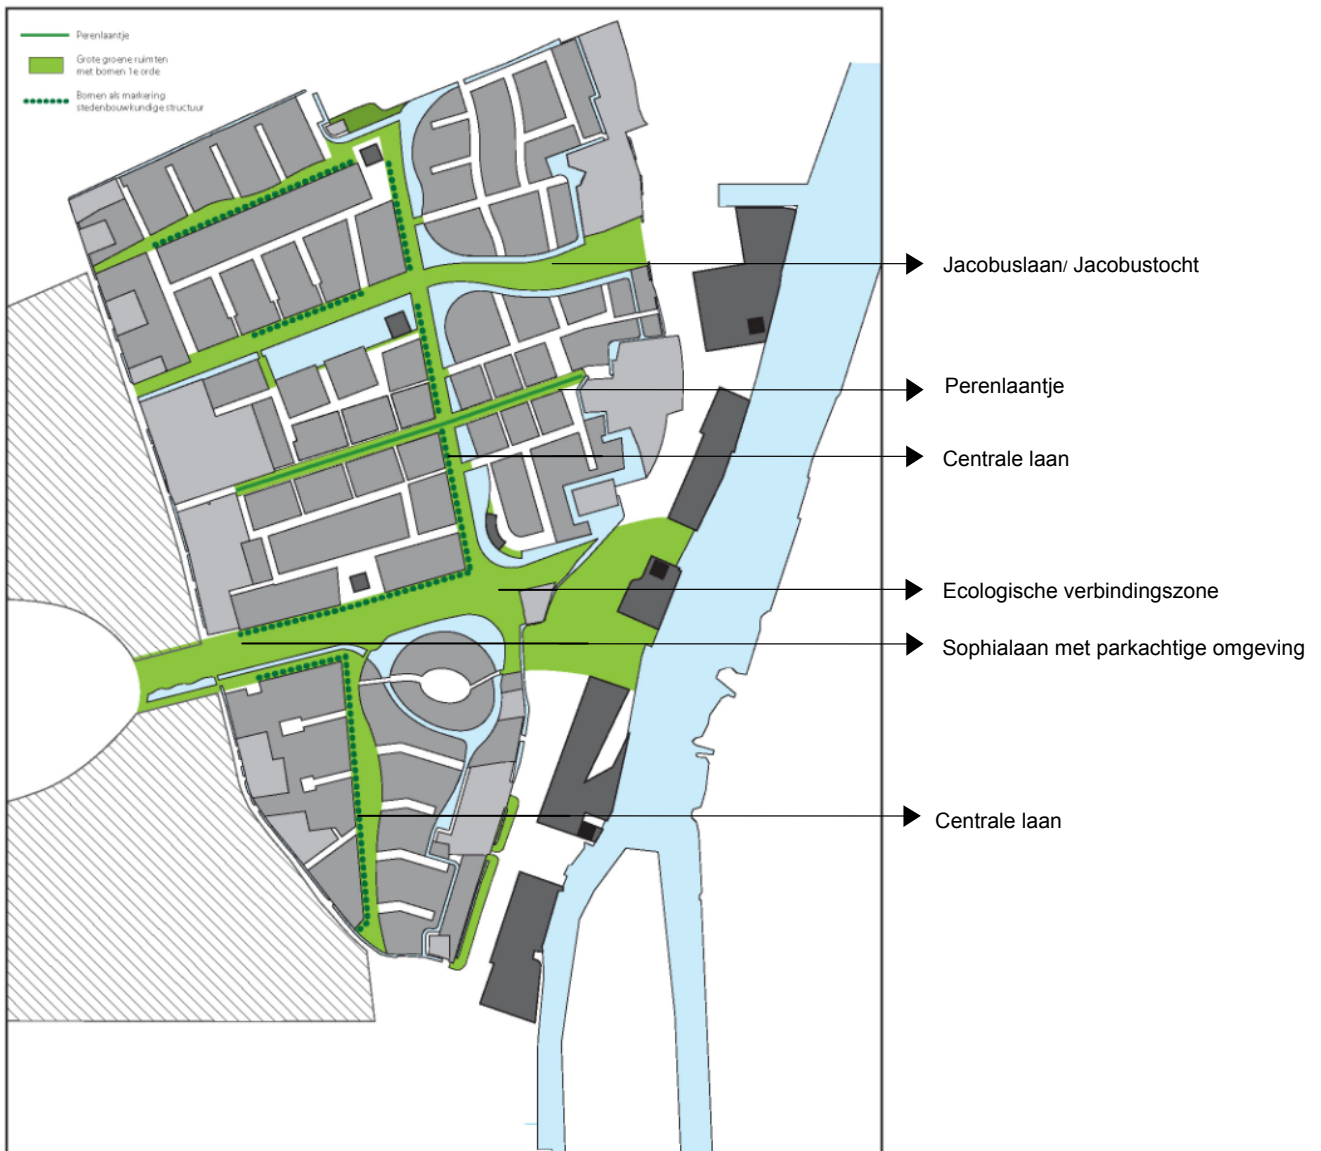 Perenlaantje
Grote groene ruimten
met bomen 1e orde
Bomen als markering
stedenbouwkundige structuur
Jacobuslaan/ Jacobustocht
Perenlaantje
Centrale laan
Ecologische verbindingszone
Sophialaan met parkachtige omgeving
Centrale laan